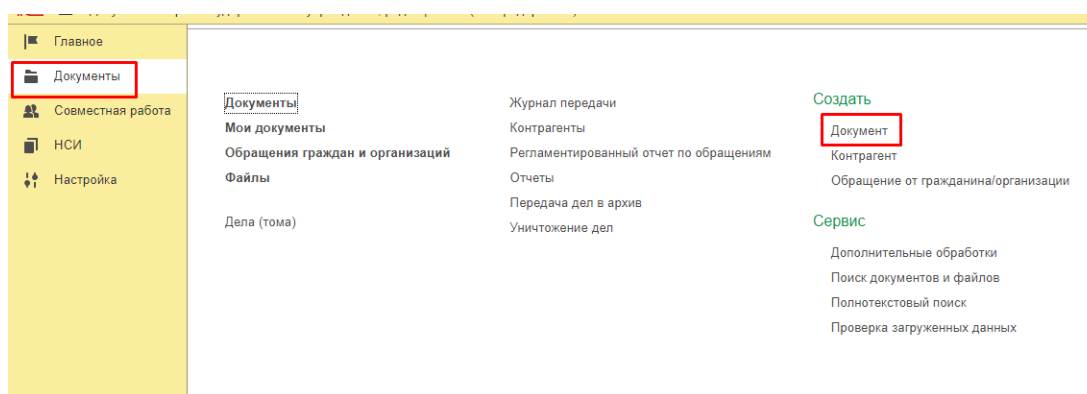 Главное
Документы
Совместная работа
НСИ
Настройка
Документы
Мои документы
Обращения граждан и организаций
Файлы
Дела (тома)
Журнал передачи
Контрагенты
Регламентированный отчет по обращениям
Отчеты
Передача дел в архив
Уничтожение дел
Создать
Документ
Контрагент
Обращение от гражданина/организации
Сервис
Дополнительные обработки
Поиск документов и файлов
Полнотекстовый поиск
Проверка загруженных данных